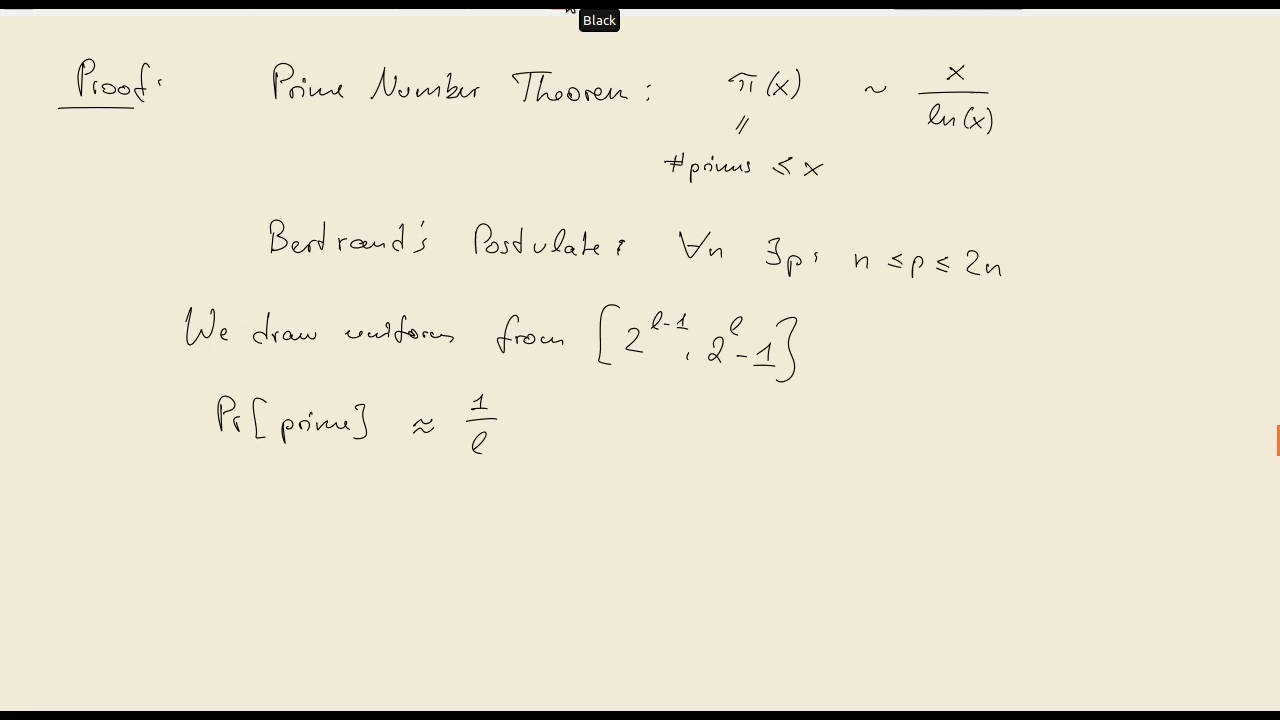 Black
Proof: Prime Number Theorem: π(x) ~ x / ln(x)
=
#primes ≤ x
Bertrand's Postulate: ∀n ∃p: n ≤ p ≤ 2n
We draw uniform from [2^{l-1}, 2^l - 1]
Pr[prime] ≈ 1/l